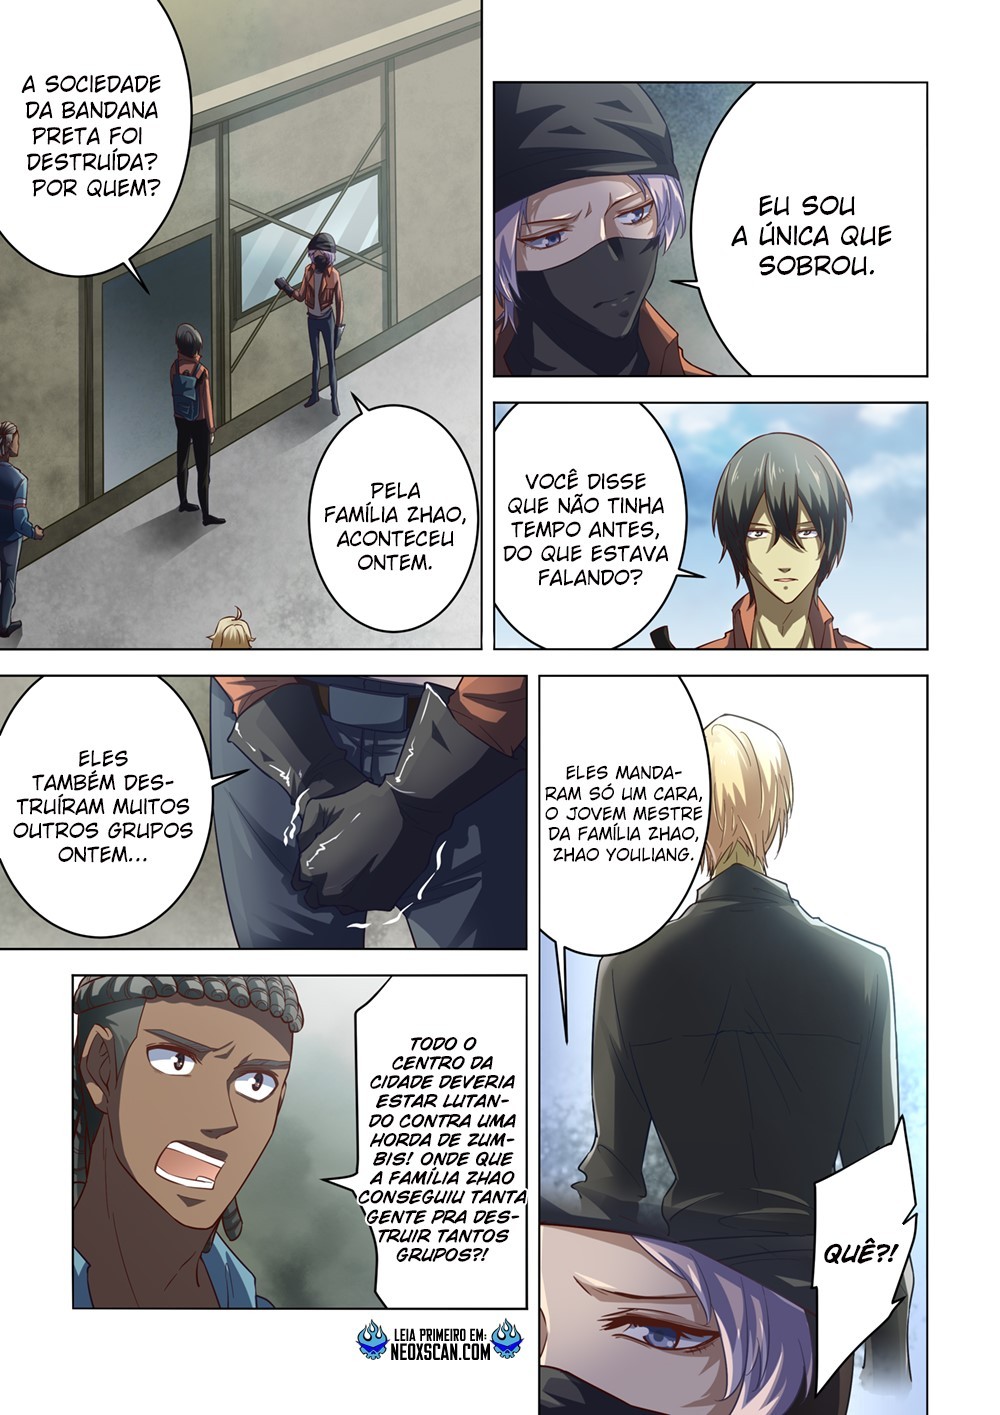 A SOCIEDADE
DA BANDANA
PRETA FOI
DESTRUÍDA?
POR QUEM?
PELA
FAMÍLIA ZHAO,
ACONTECEU
ONTEM.
EU SOU
A ÚNICA QUE
SOBROU.
VOCÊ DISSE
QUE NÃO TINHA
TEMPO ANTES,
DO QUE ESTAVA
FALANDO?
ELES
TAMBÉM DES-
TRUÍRAM MUITOS
OUTROS GRUPOS
ONTEM...
TODO O
CENTRO DA
CIDADE DEVERIA
ESTAR LUTAN-
DO CONTRA UMA
HORDA DE ZUM-
BIS! ONDE QUE
A FAMÍLIA ZHAO
CONSEGUIU TANTA
GENTE PRA DES-
TRUIR TANTOS
GRUPOS?!
ELES MANDA-
RAM SÓ UM CARA,
O JOVEM MESTRE
DA FAMÍLIA ZHAO,
ZHAO YOULIANG.
QUÊ?!
LEIA PRIMEIRO EM:
NEOXSCAN.COM